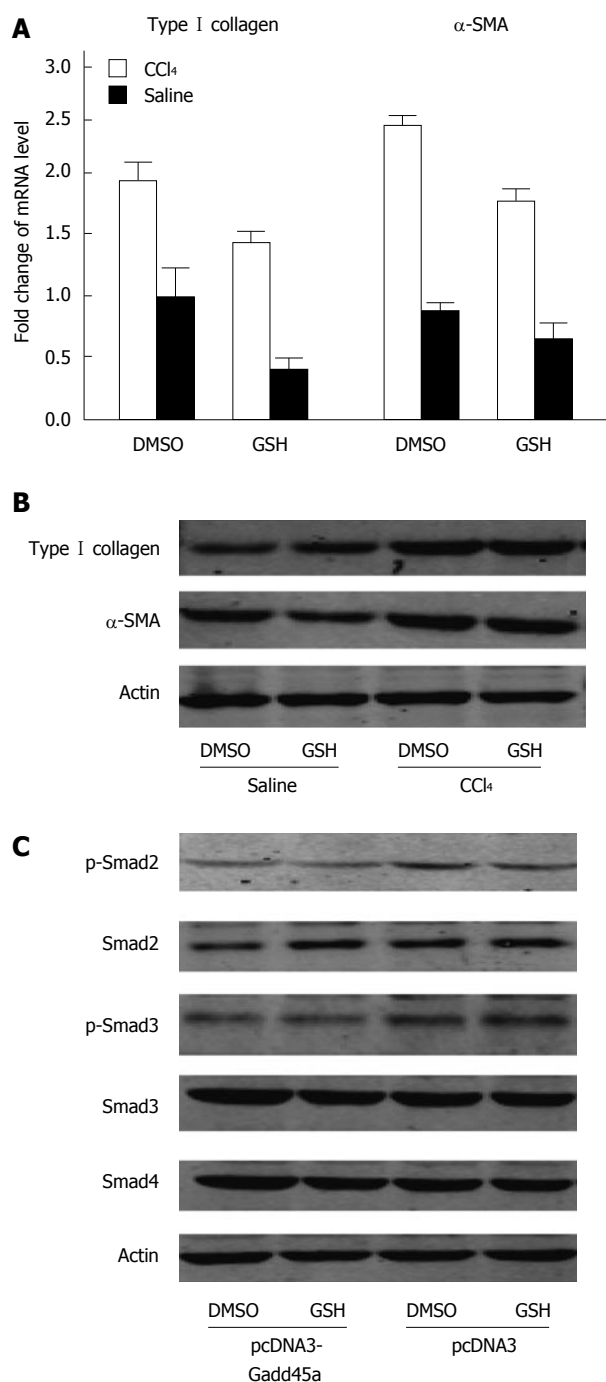 A
Type I collagen
α-SMA
Fold change of mRNA level
3.0
2.5
2.0
1.5
1.0
0.5
0.0
CCl₄
Saline
DMSO
GSH
DMSO
GSH
B
Type I collagen
α-SMA
Actin
DMSO
GSH
DMSO
GSH
Saline
CCl₄
C
p-Smad2
Smad2
p-Smad3
Smad3
Smad4
Actin
DMSO
GSH
DMSO
GSH
pcDNA3-
Gadd45a
pcDNA3